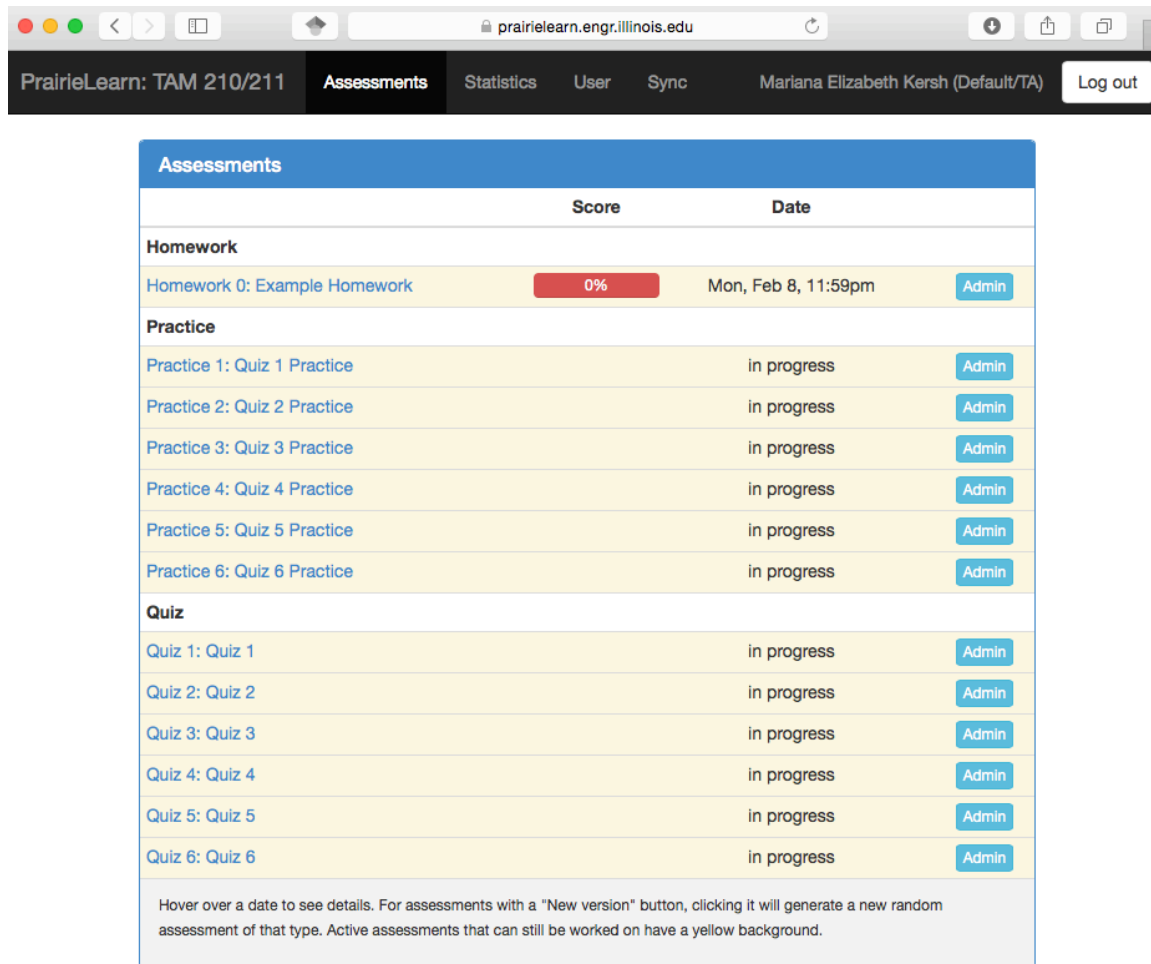 prairielearn.engr.illinois.edu
PrairieLearn: TAM 210/211 Assessments Statistics User Sync Mariana Elizabeth Kersh (Default/TA) Log out
Assessments
Score Date
Homework
Homework 0: Example Homework 0% Mon, Feb 8, 11:59pm Admin
Practice
Practice 1: Quiz 1 Practice in progress Admin
Practice 2: Quiz 2 Practice in progress Admin
Practice 3: Quiz 3 Practice in progress Admin
Practice 4: Quiz 4 Practice in progress Admin
Practice 5: Quiz 5 Practice in progress Admin
Practice 6: Quiz 6 Practice in progress Admin
Quiz
Quiz 1: Quiz 1 in progress Admin
Quiz 2: Quiz 2 in progress Admin
Quiz 3: Quiz 3 in progress Admin
Quiz 4: Quiz 4 in progress Admin
Quiz 5: Quiz 5 in progress Admin
Quiz 6: Quiz 6 in progress Admin
Hover over a date to see details. For assessments with a "New version" button, clicking it will generate a new random
assessment of that type. Active assessments that can still be worked on have a yellow background.